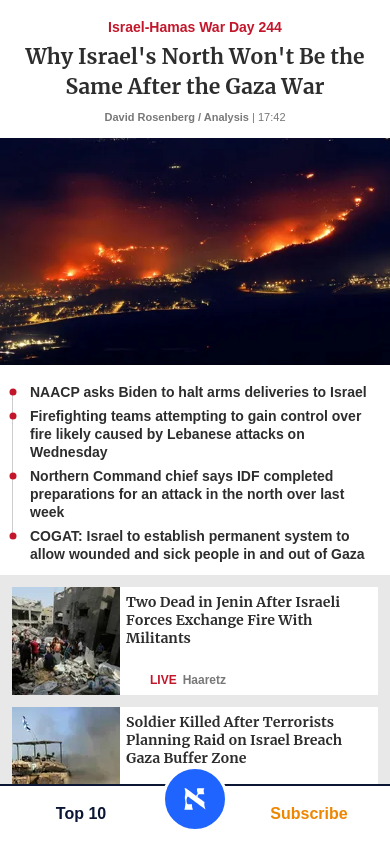 Israel-Hamas War Day 244
Why Israel's North Won't Be the
Same After the Gaza War
David Rosenberg / Analysis | 17:42
NAACP asks Biden to halt arms deliveries to Israel
Firefighting teams attempting to gain control over
fire likely caused by Lebanese attacks on
Wednesday
Northern Command chief says IDF completed
preparations for an attack in the north over last
week
COGAT: Israel to establish permanent system to
allow wounded and sick people in and out of Gaza
Two Dead in Jenin After Israeli
Forces Exchange Fire With
Militants
LIVE Haaretz
Soldier Killed After Terrorists
Planning Raid on Israel Breach
Gaza Buffer Zone
Top 10
א
Subscribe